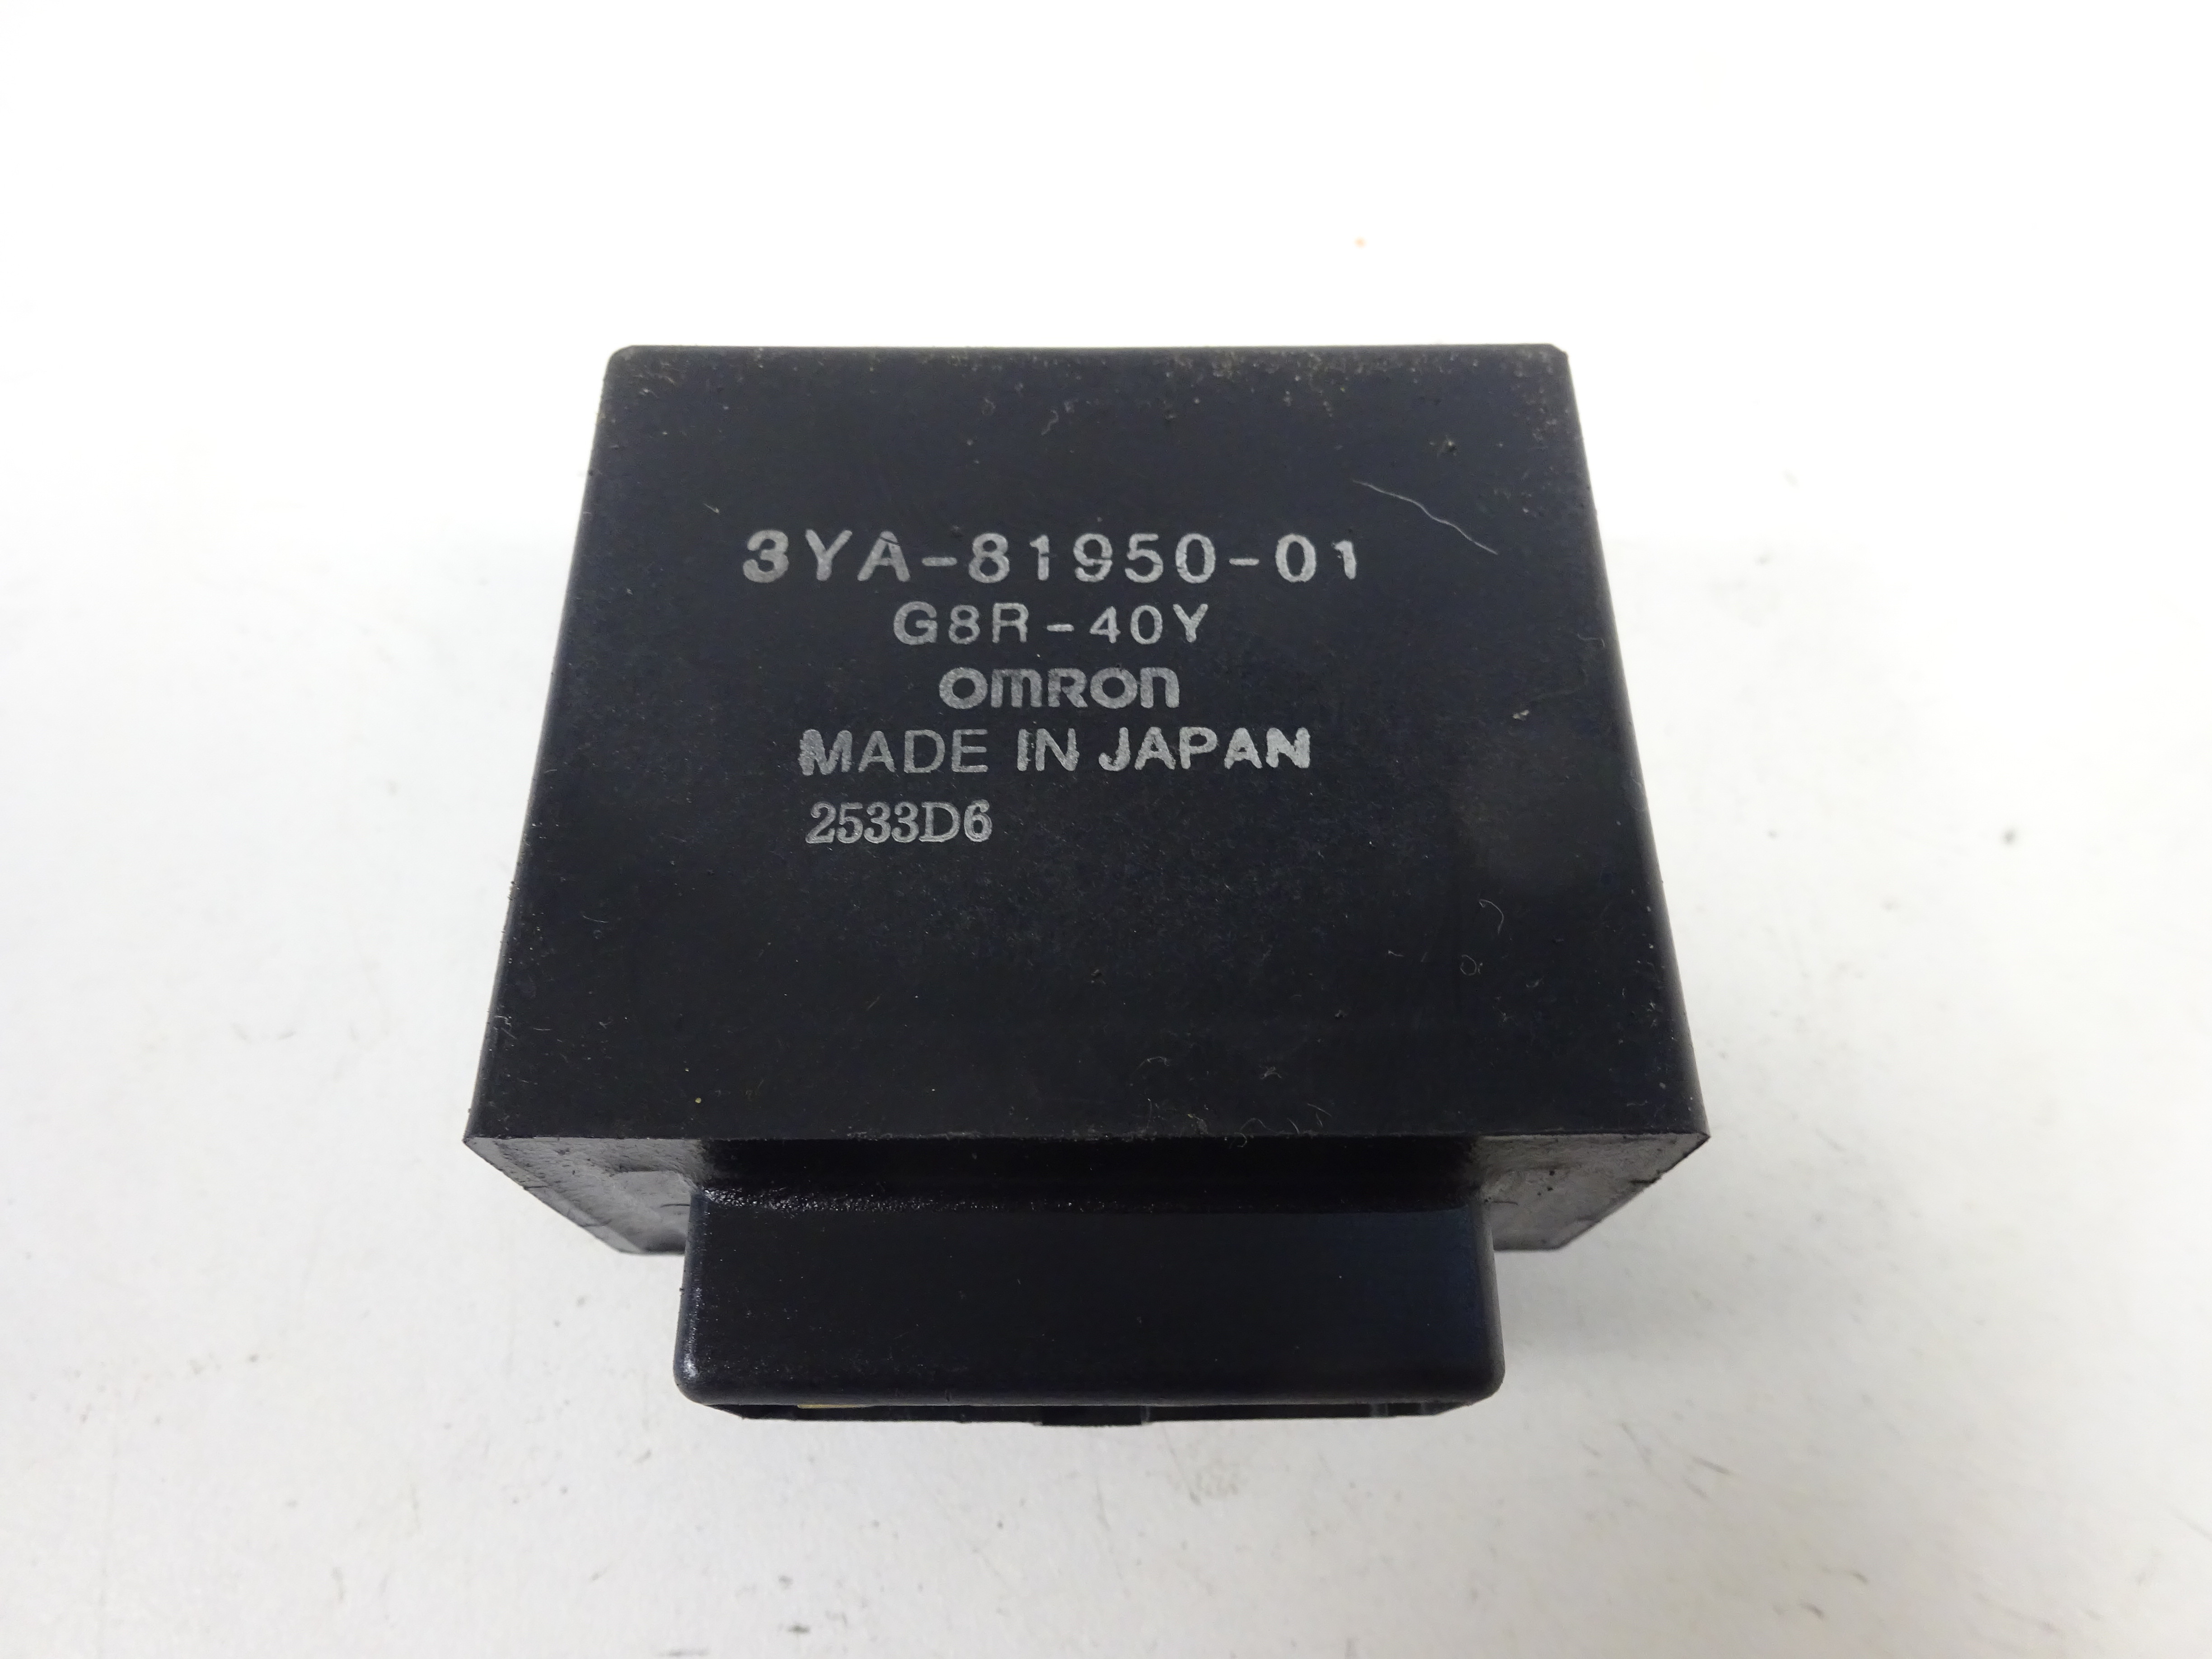 3YA-81950-01
G8R-40Y
omron
MADE IN JAPAN
2533D6